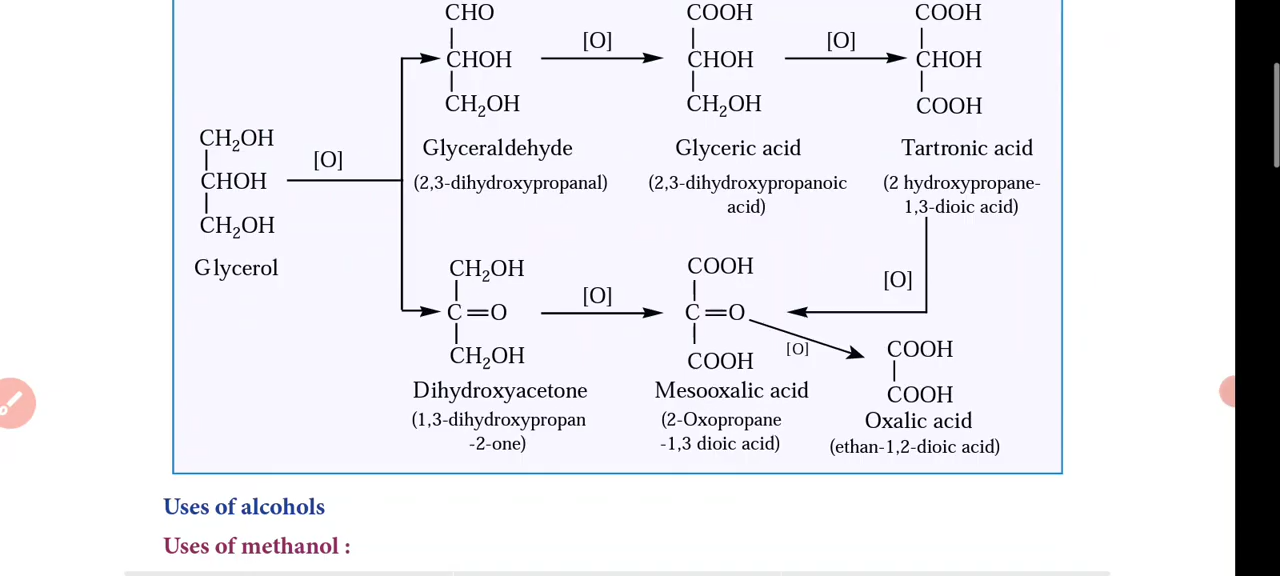 CHO
COOH
COOH
[O]
[O]
CHOH
CHOH
CHOH
CH₂OH
CH₂OH
COOH
CH₂OH
[O]
Glyceraldehyde
Glyceric acid
Tartronic acid
CHOH
(2,3-dihydroxypropanal)
(2,3-dihydroxypropanoic
acid)
(2 hydroxypropane-
1,3-dioic acid)
CH₂OH
Glycerol
CH₂OH
COOH
[O]
[O]
C=O
C=O
CH₂OH
COOH
[O]
COOH
COOH
Dihydroxyacetone
Mesooxalic acid
Oxalic acid
(1,3-dihydroxypropan
-2-one)
(2-Oxopropane
-1,3 dioic acid)
(ethan-1,2-dioic acid)
Uses of alcohols
Uses of methanol :